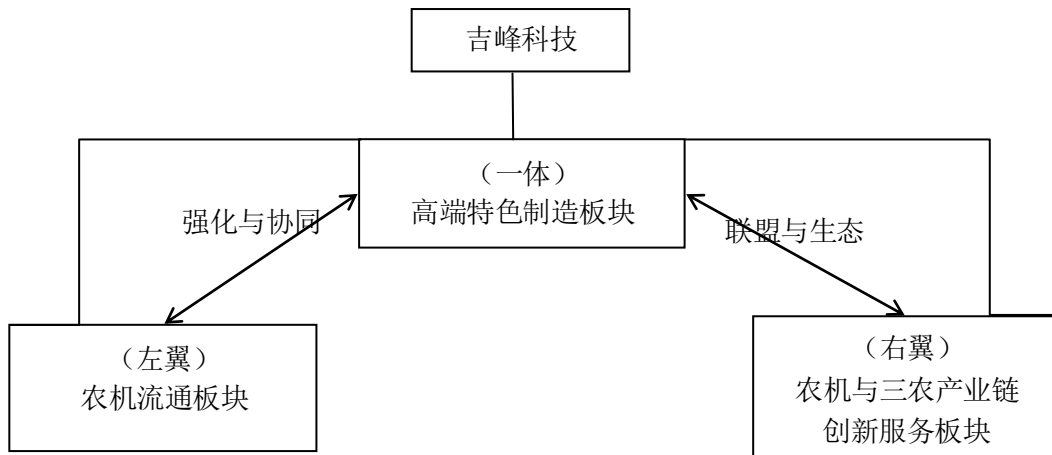 吉峰科技
（一体）
高端特色制造板块
强化与协同
联盟与生态
（左翼）
农机流通板块
（右翼）
农机与三农产业链
创新服务板块